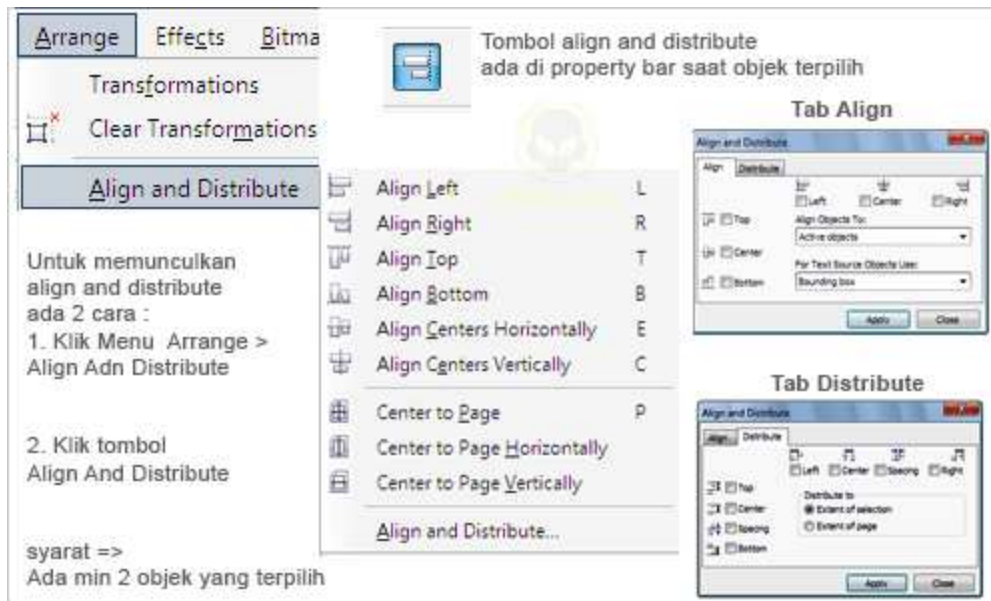 Arrange Effects Bitma
Transformations
Clear Transformations
Align and Distribute
Untuk memunculkan
align and distribute
ada 2 cara :
1. Klik Menu Arrange >
Align Adn Distribute
2. Klik tombol
Align And Distribute
syarat =>
Ada min 2 objek yang terpilih
Align Left L
Align Right R
Align Top T
Align Bottom B
Align Centers Horizontally E
Align Centers Vertically C
Center to Page P
Center to Page Horizontally
Center to Page Vertically
Align and Distribute...
Tombol align and distribute
ada di property bar saat objek terpilih
Tab Align
Align and Distribute
Align Distribute
Left Center Right
Top
Align Objects To:
Active objects
Center
For Text Source Objects Use:
Bottom
Bounding box
Apply Close
Tab Distribute
Align and Distribute
Align Distribute
Left Center Spacing Right
Top
Distribute to
Center
Extent of selection
Spacing
Extent of page
Bottom
Apply Close